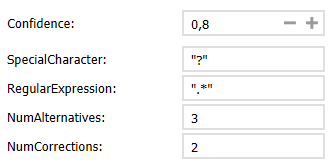 Confidence: 0,8
SpecialCharacter: "?"
RegularExpression: ".*"
NumAlternatives: 3
NumCorrections: 2